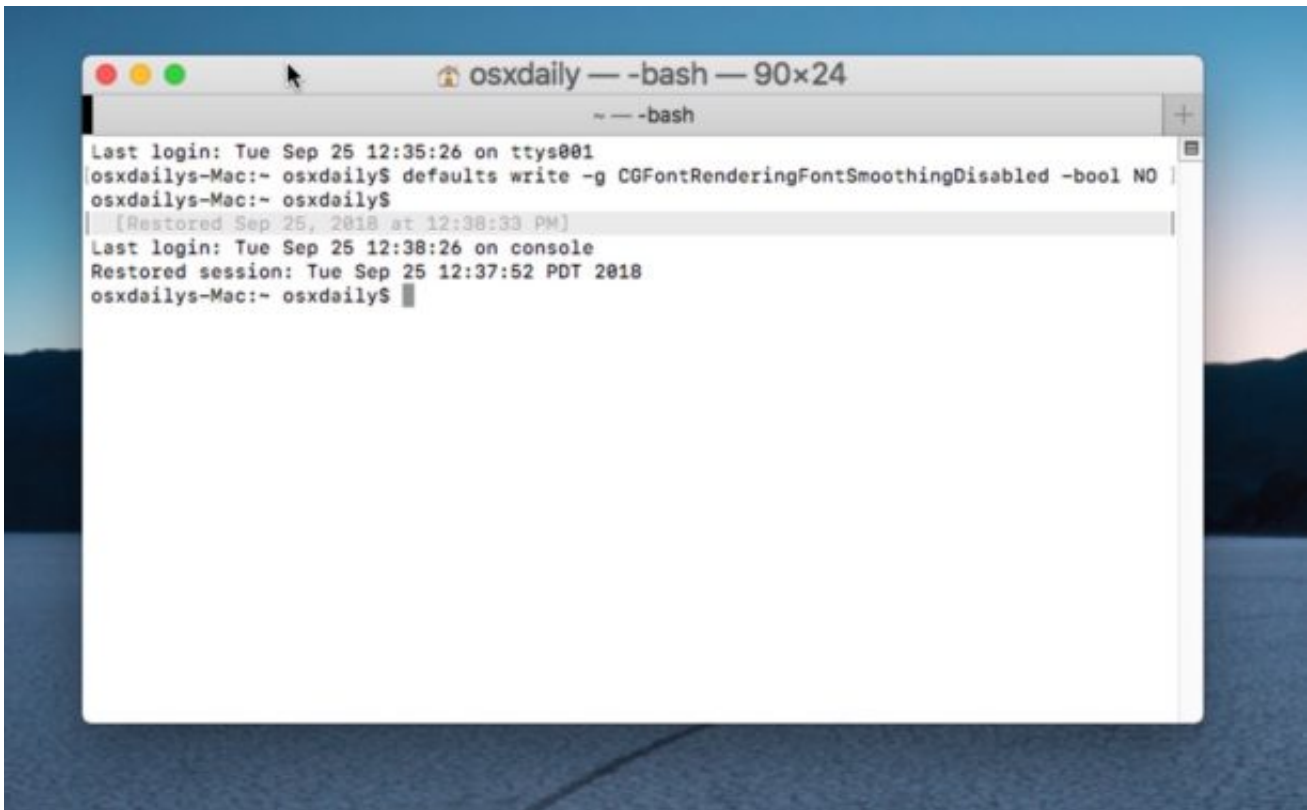 osxdaily — -bash — 90×24
~ — -bash
Last login: Tue Sep 25 12:35:26 on ttys001
[osxdailys-Mac:~ osxdaily$ defaults write -g CGFontRenderingFontSmoothingDisabled -bool NO ]
osxdailys-Mac:~ osxdaily$
[Restored Sep 25, 2018 at 12:38:33 PM]
Last login: Tue Sep 25 12:38:26 on console
Restored session: Tue Sep 25 12:37:52 PDT 2018
osxdailys-Mac:~ osxdaily$